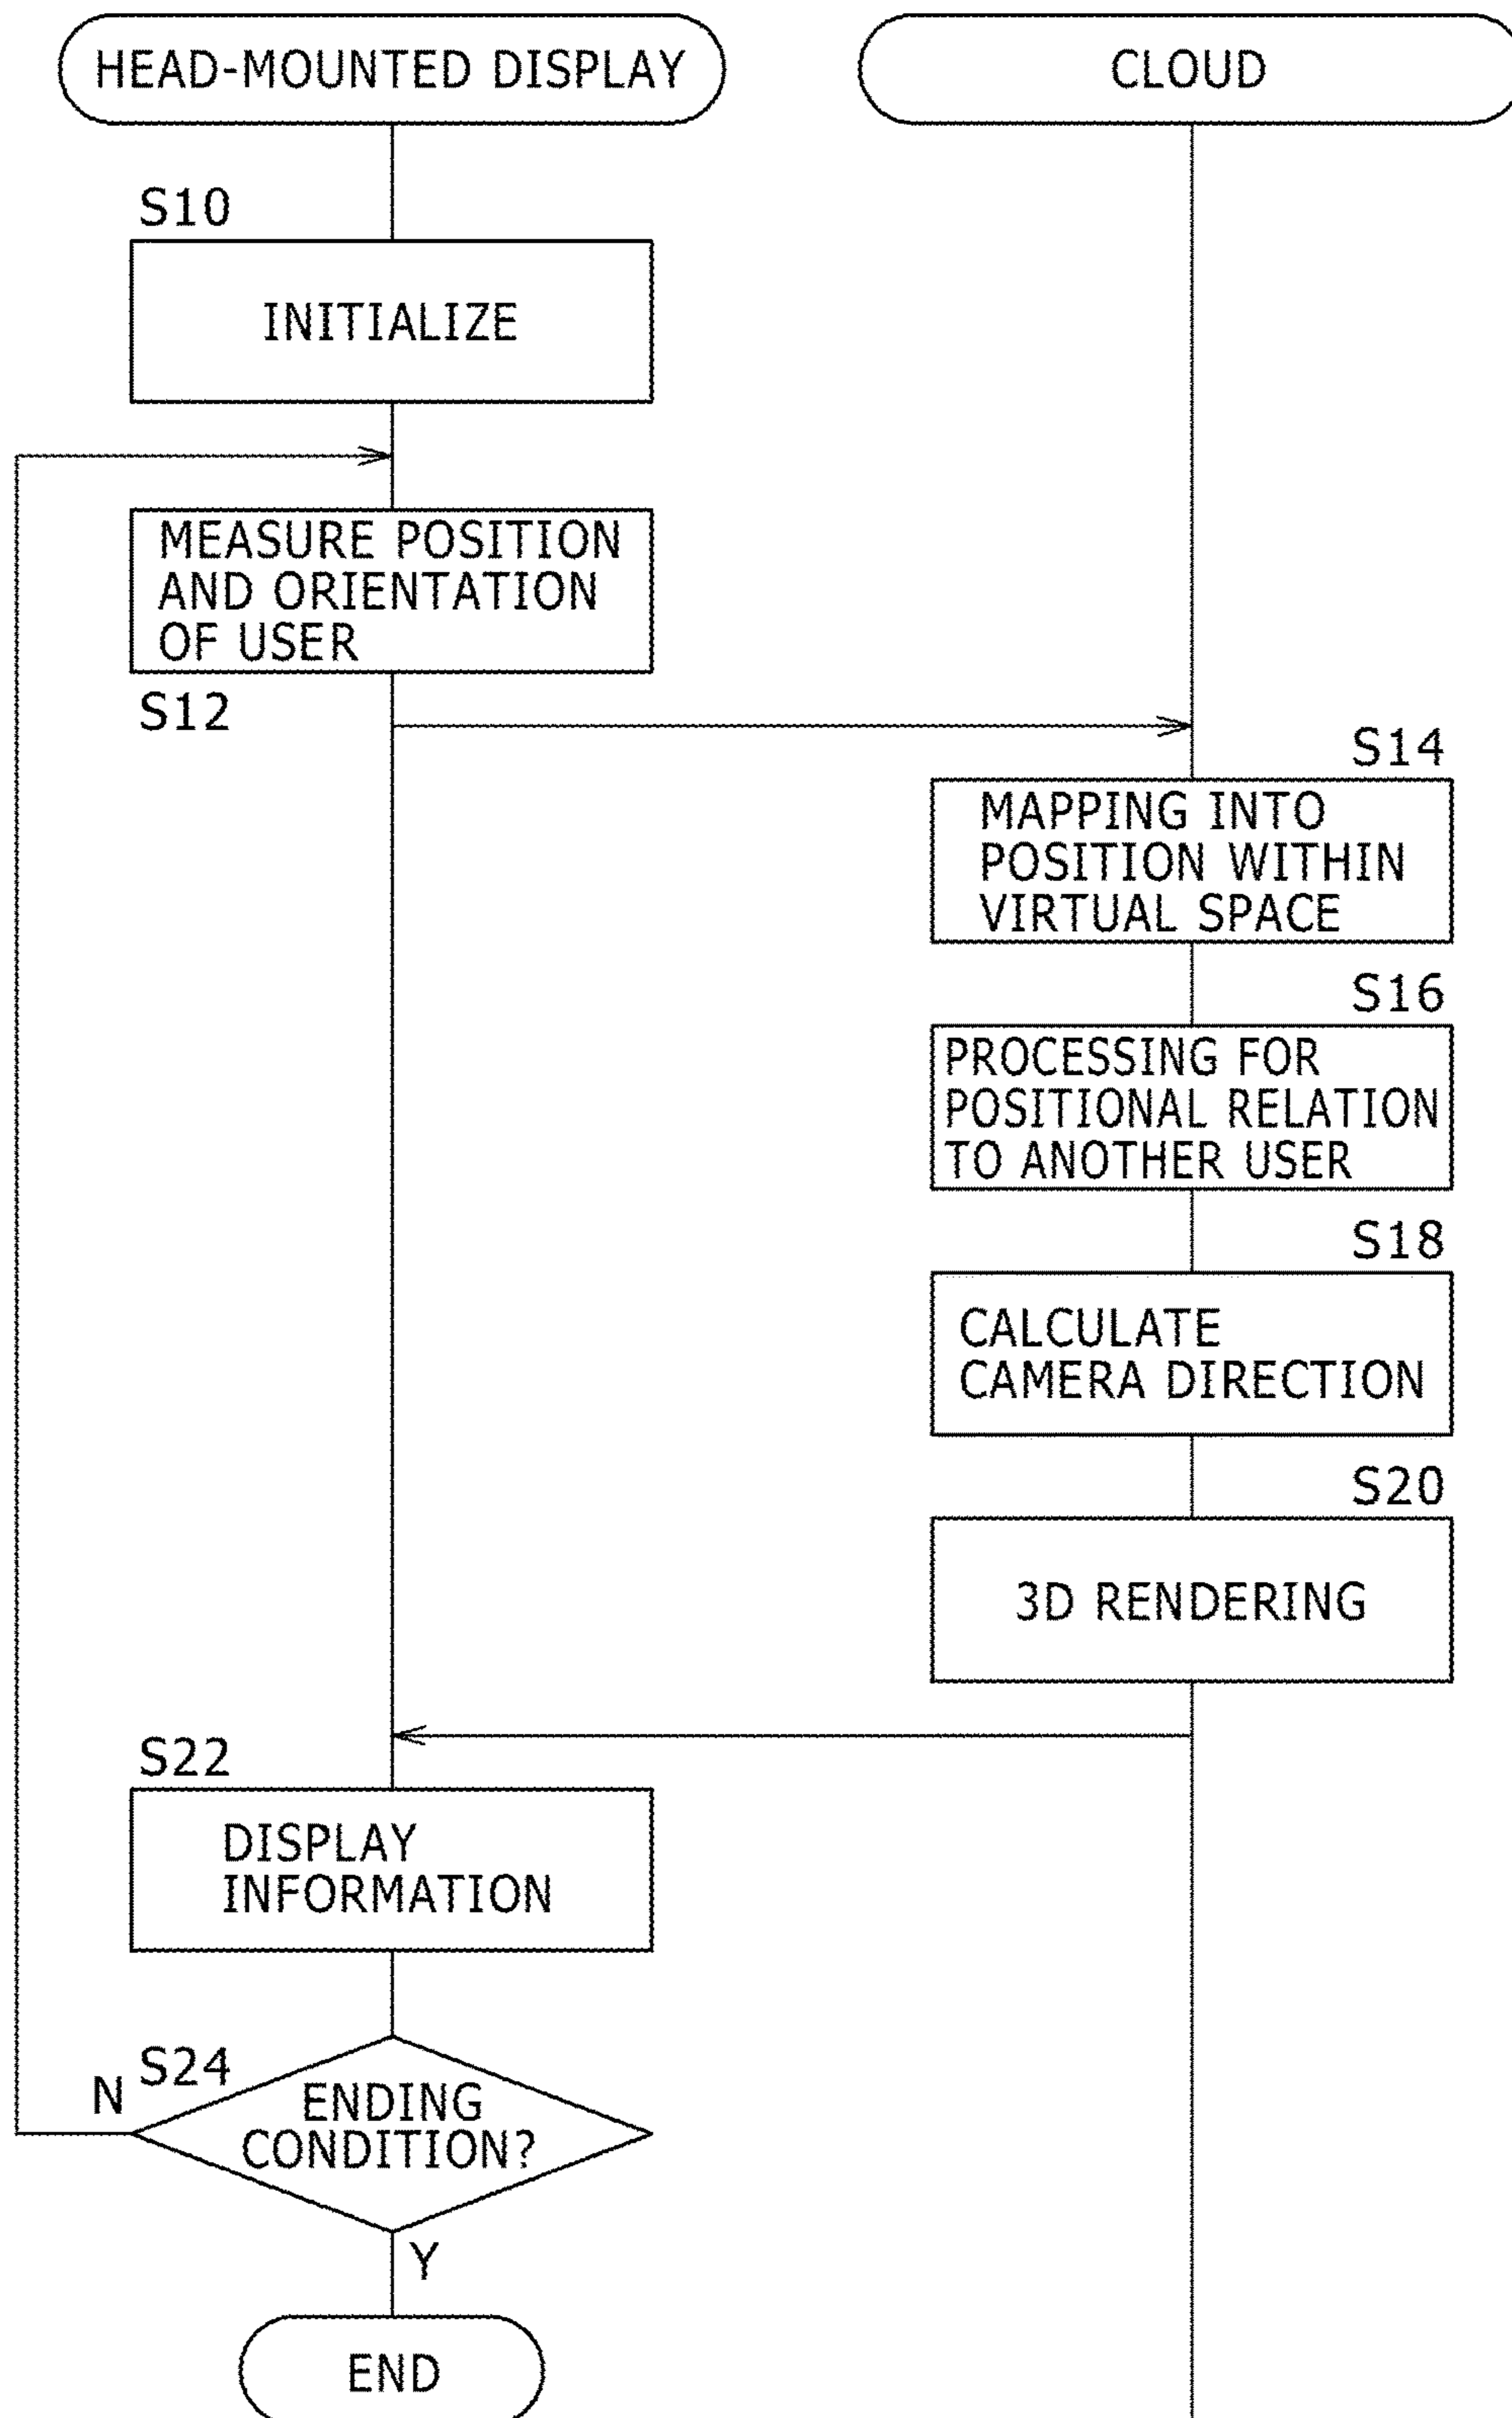 HEAD-MOUNTED DISPLAY
CLOUD
S10
INITIALIZE
MEASURE POSITION
AND ORIENTATION
OF USER
S12
S14
MAPPING INTO
POSITION WITHIN
VIRTUAL SPACE
S16
PROCESSING FOR
POSITIONAL RELATION
TO ANOTHER USER
S18
CALCULATE
CAMERA DIRECTION
S20
3D RENDERING
S22
DISPLAY
INFORMATION
S24
N
ENDING
CONDITION?
Y
END